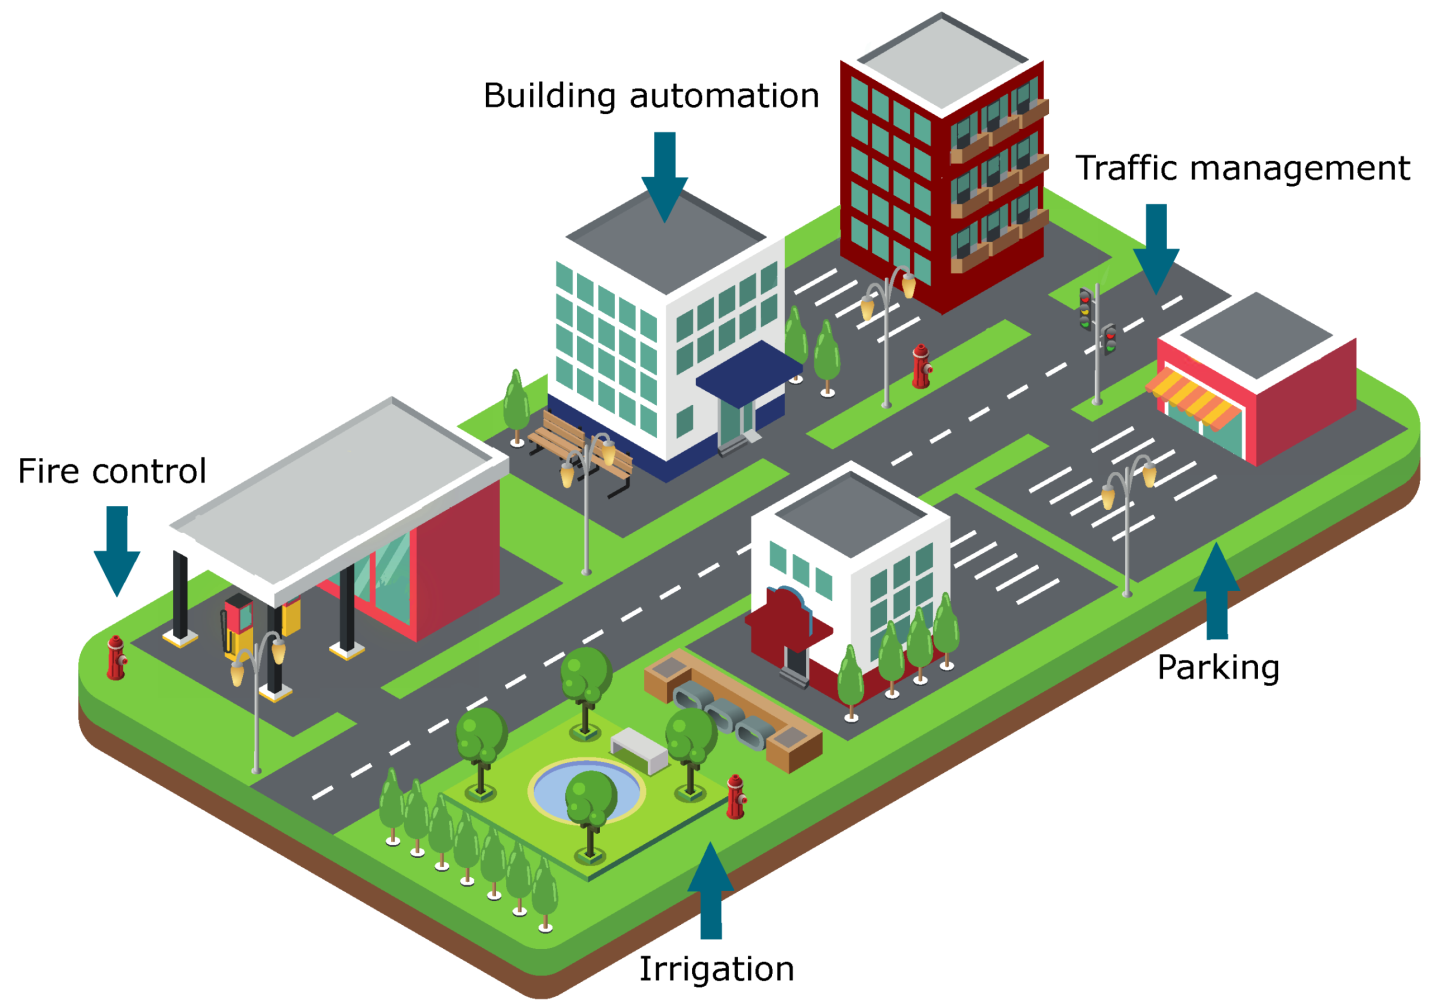 Building automation
Traffic management
Fire control
Parking
Irrigation